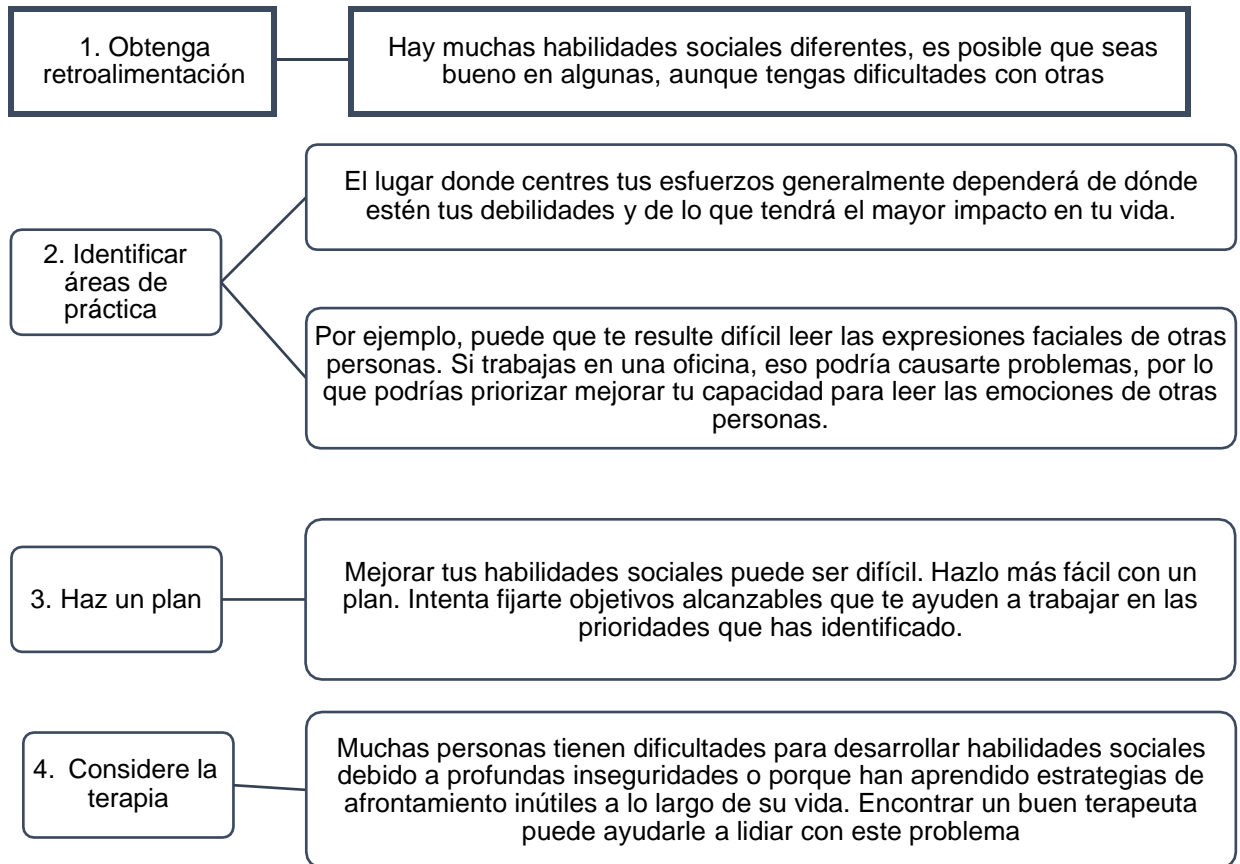 1. Obtenga
retroalimentación
Hay muchas habilidades sociales diferentes, es posible que seas
bueno en algunas, aunque tengas dificultades con otras
2. Identificar
áreas de
práctica
El lugar donde centres tus esfuerzos generalmente dependerá de dónde
estén tus debilidades y de lo que tendrá el mayor impacto en tu vida.
Por ejemplo, puede que te resulte difícil leer las expresiones faciales de otras
personas. Si trabajas en una oficina, eso podría causarte problemas, por lo
que podrías priorizar mejorar tu capacidad para leer las emociones de otras
personas.
3. Haz un plan
Mejorar tus habilidades sociales puede ser difícil. Hazlo más fácil con un
plan. Intenta fijarte objetivos alcanzables que te ayuden a trabajar en las
prioridades que has identificado.
4. Considere la
terapia
Muchas personas tienen dificultades para desarrollar habilidades sociales
debido a profundas inseguridades o porque han aprendido estrategias de
afrontamiento inútiles a lo largo de su vida. Encontrar un buen terapeuta
puede ayudarle a lidiar con este problema